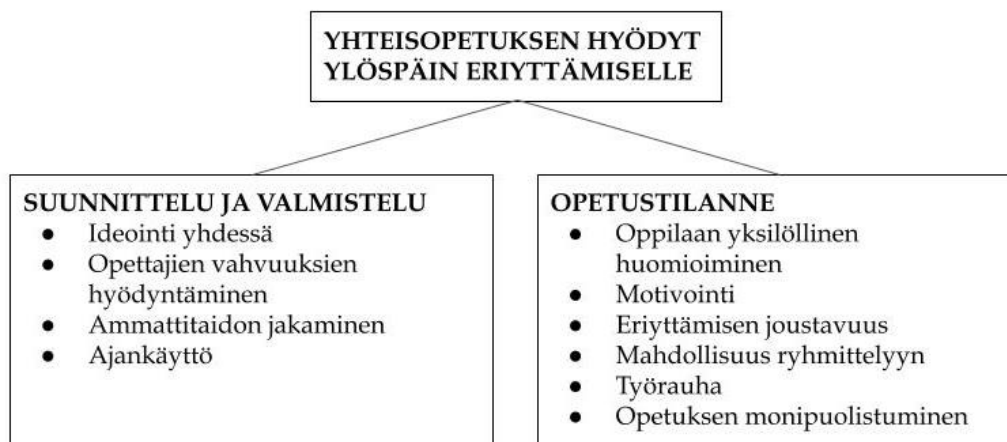 YHTEISOPETUKSEN HYÖDYT
YLÖSPÄIN ERIYTTÄMISELLE
SUUNNITTELU JA VALMISTELU
● Ideointi yhdessä
● Opettajien vahvuuksien
hyödyntäminen
● Ammattitaidon jakaminen
● Ajankäyttö
OPETUSTILANNE
● Oppilaan yksilöllinen
huomioiminen
● Motivointi
● Eriyttämisen joustavuus
● Mahdollisuus ryhmittelyyn
● Työrauha
● Opetuksen monipuolistuminen